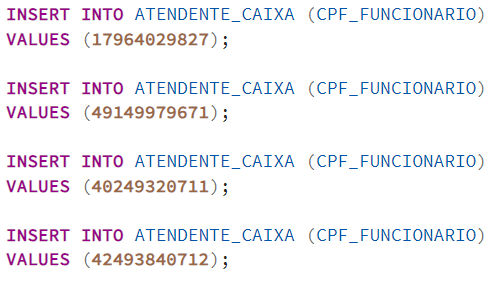 INSERT INTO ATENDENTE_CAIXA (CPF_FUNCIONARIO)
VALUES (17964029827);
INSERT INTO ATENDENTE_CAIXA (CPF_FUNCIONARIO)
VALUES (49149979671);
INSERT INTO ATENDENTE_CAIXA (CPF_FUNCIONARIO)
VALUES (40249320711);
INSERT INTO ATENDENTE_CAIXA (CPF_FUNCIONARIO)
VALUES (42493840712);